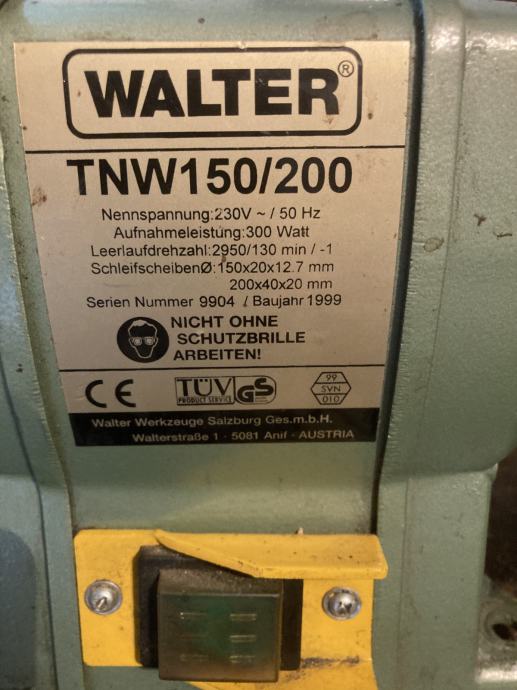 WALTER®
TNW150/200
Nennspannung:230V ~ / 50 Hz
Aufnahmeleistung:300 Watt
Leerlaufdrehzahl:2950/130 min / -1
SchleifscheibenØ:150x20x12.7 mm
200x40x20 mm
Serien Nummer 9904 / Baujahr 1999
NICHT OHNE
SCHUTZBRILLE
ARBEITEN!
CE
TÜV
PRODUCT SERVICE
GS
99
SVN
010
Walter Werkzeuge Salzburg Ges.m.b.H.
Walterstraße 1 · 5081 Anif · AUSTRIA